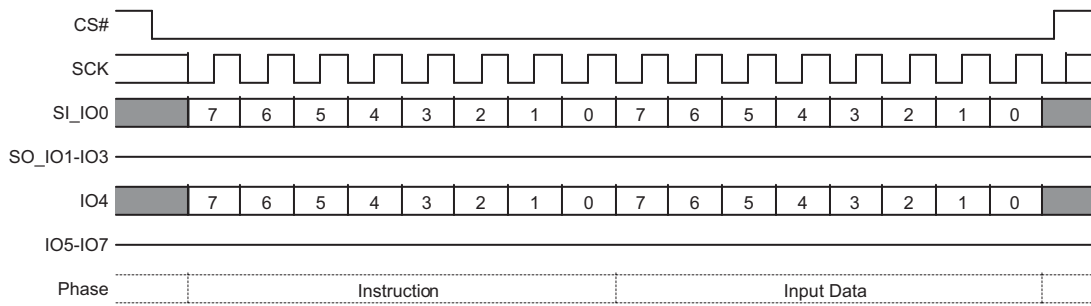 CS#
SCK
SI_IO0 7 6 5 4 3 2 1 0 7 6 5 4 3 2 1 0
SO_IO1-IO3
IO4 7 6 5 4 3 2 1 0 7 6 5 4 3 2 1 0
IO5-IO7
Phase Instruction Input Data